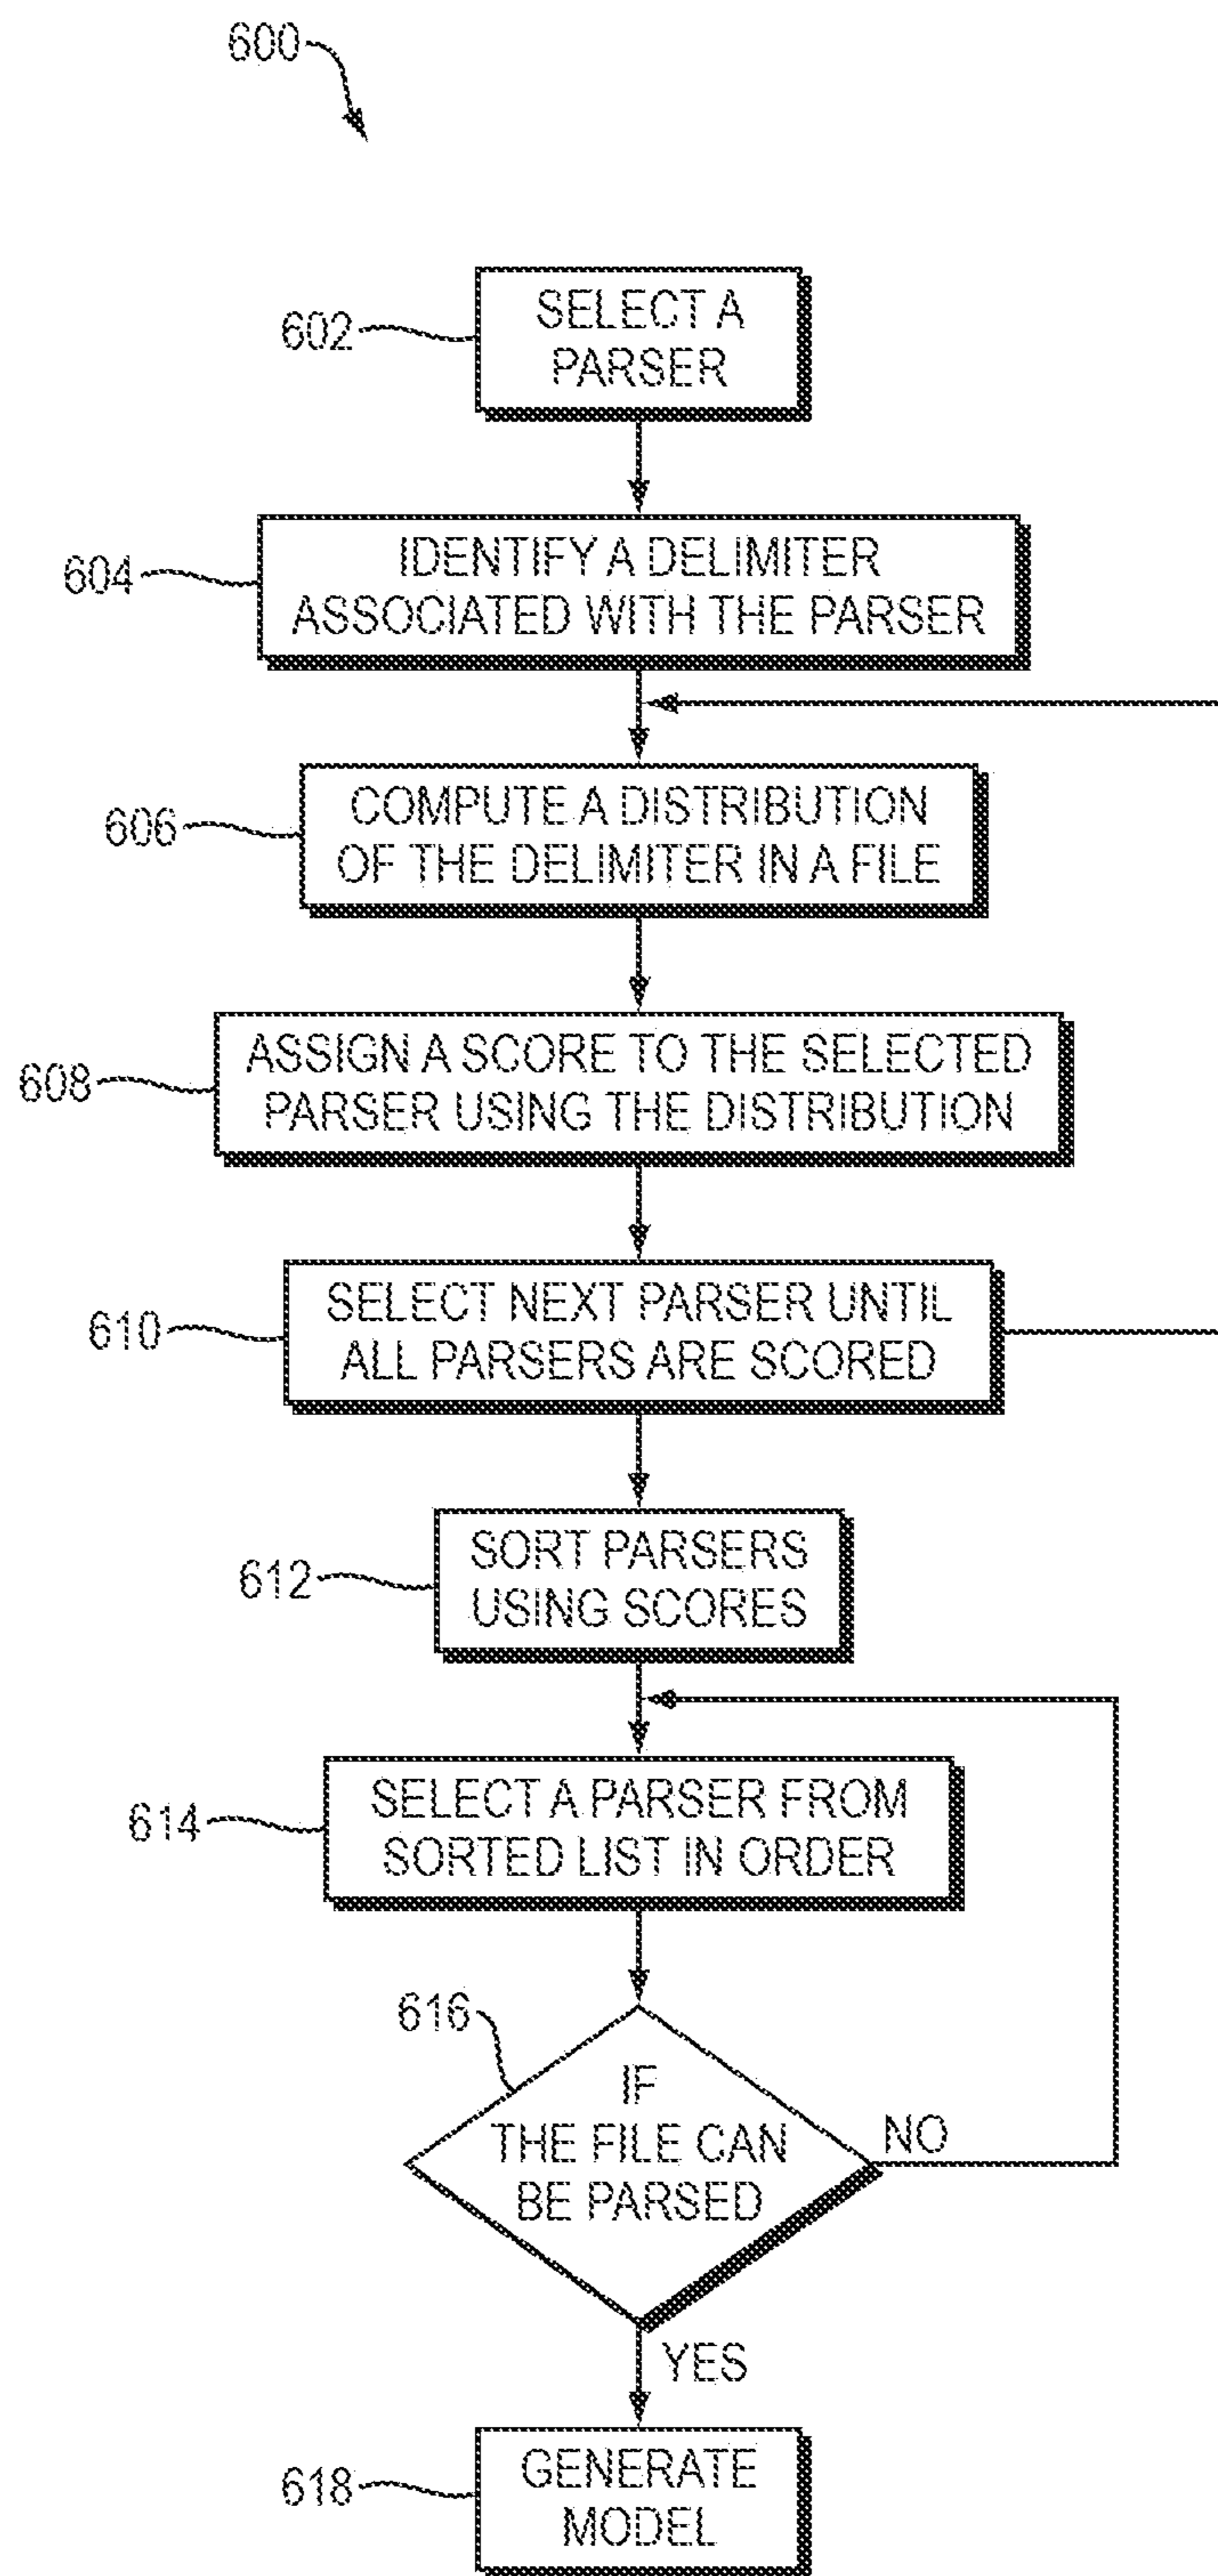 600
602
SELECT A
PARSER
604
IDENTIFY A DELIMITER
ASSOCIATED WITH THE PARSER
606
COMPUTE A DISTRIBUTION
OF THE DELIMITER IN A FILE
608
ASSIGN A SCORE TO THE SELECTED
PARSER USING THE DISTRIBUTION
610
SELECT NEXT PARSER UNTIL
ALL PARSERS ARE SCORED
612
SORT PARSERS
USING SCORES
614
SELECT A PARSER FROM
SORTED LIST IN ORDER
616
IF
THE FILE CAN
BE PARSED
NO
YES
618
GENERATE
MODEL